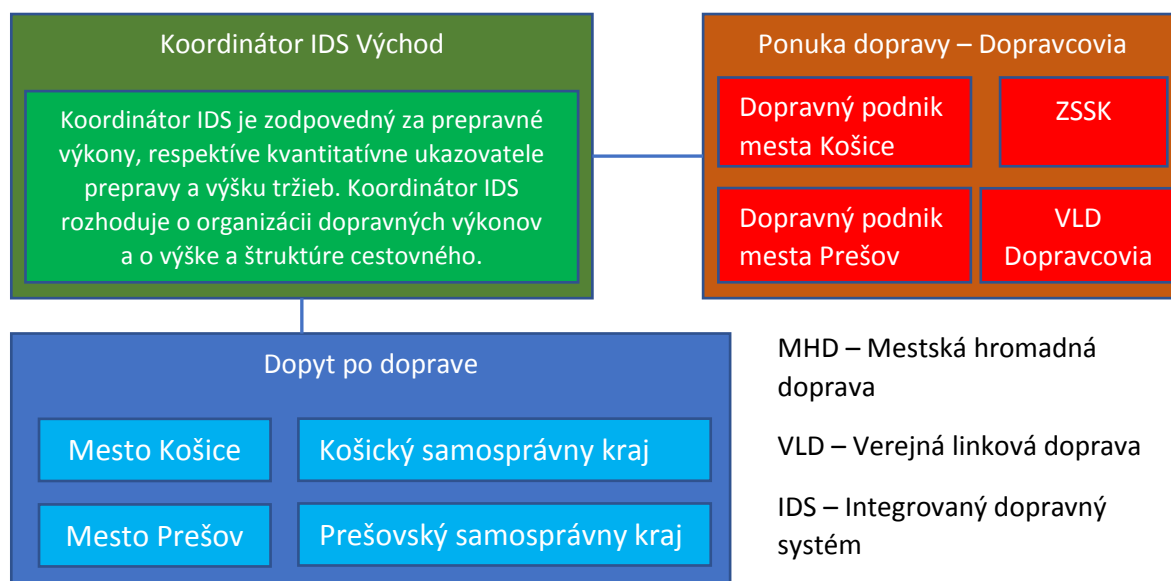 Koordinátor IDS Východ
Koordinátor IDS je zodpovedný za prepravné
výkony, respektíve kvantitatívne ukazovatele
prepravy a výšku tržieb. Koordinátor IDS
rozhoduje o organizácii dopravných výkonov
a o výške a štruktúre cestovného.
Ponuka dopravy – Dopravcovia
Dopravný podnik
mesta Košice
ZSSK
Dopravný podnik
mesta Prešov
VLD
Dopravcovia
Dopyt po doprave
Mesto Košice
Košický samosprávny kraj
Mesto Prešov
Prešovský samosprávny kraj
MHD – Mestská hromadná
doprava
VLD – Verejná linková doprava
IDS – Integrovaný dopravný
systém